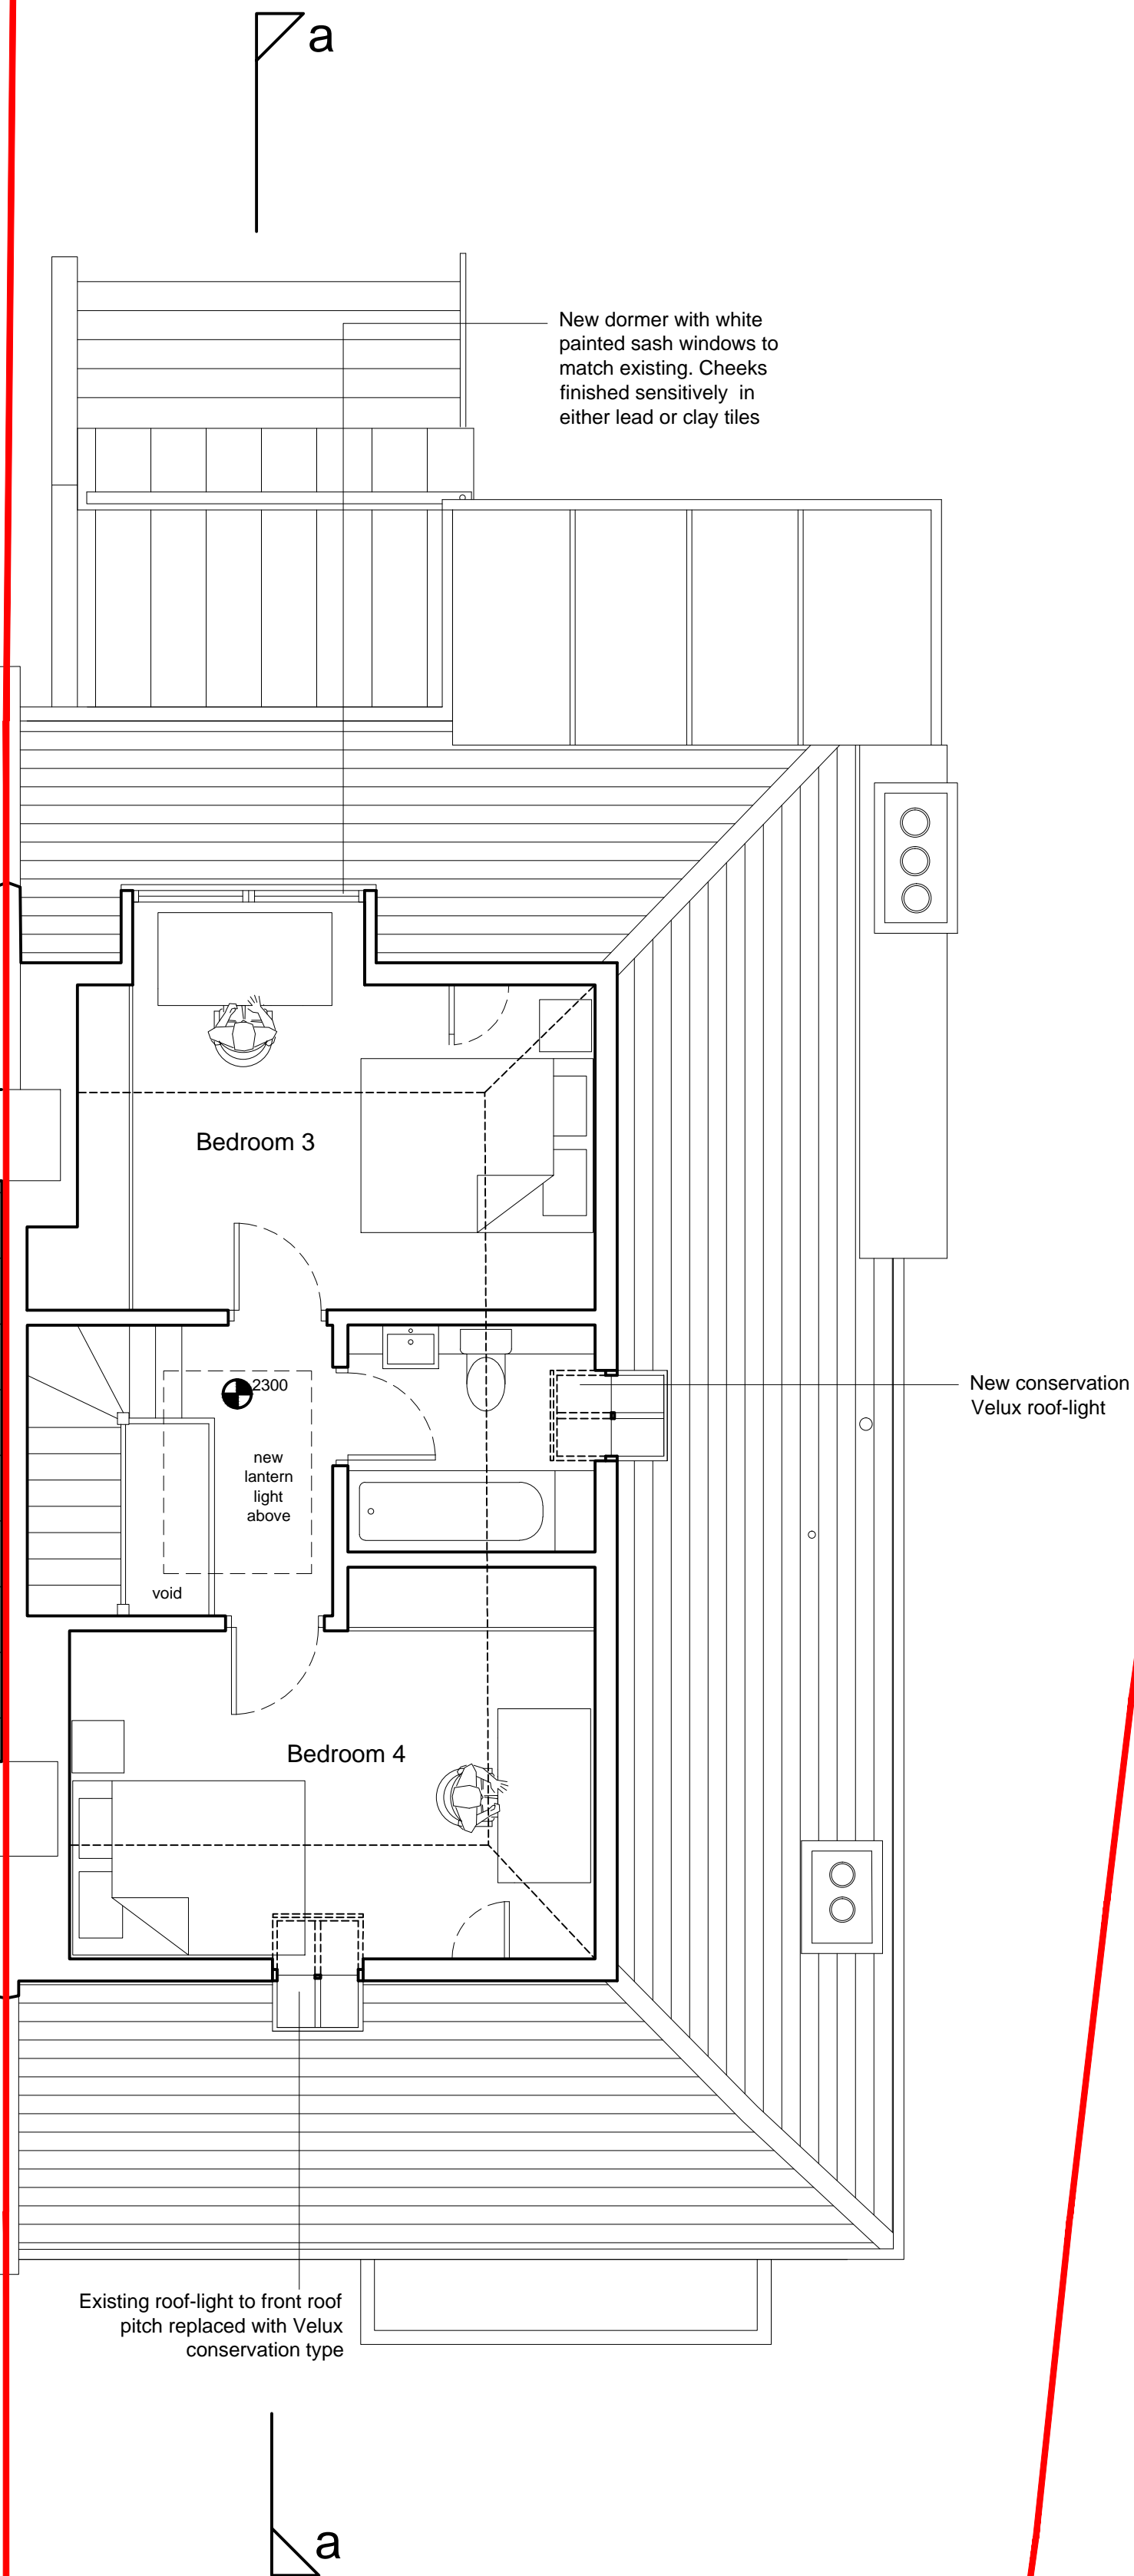 a
New dormer with white
painted sash windows to
match existing. Cheeks
finished sensitively in
either lead or clay tiles
Bedroom 3
2300
new
lantern
light
above
void
New conservation
Velux roof-light
Bedroom 4
Existing roof-light to front roof
pitch replaced with Velux
conservation type
a